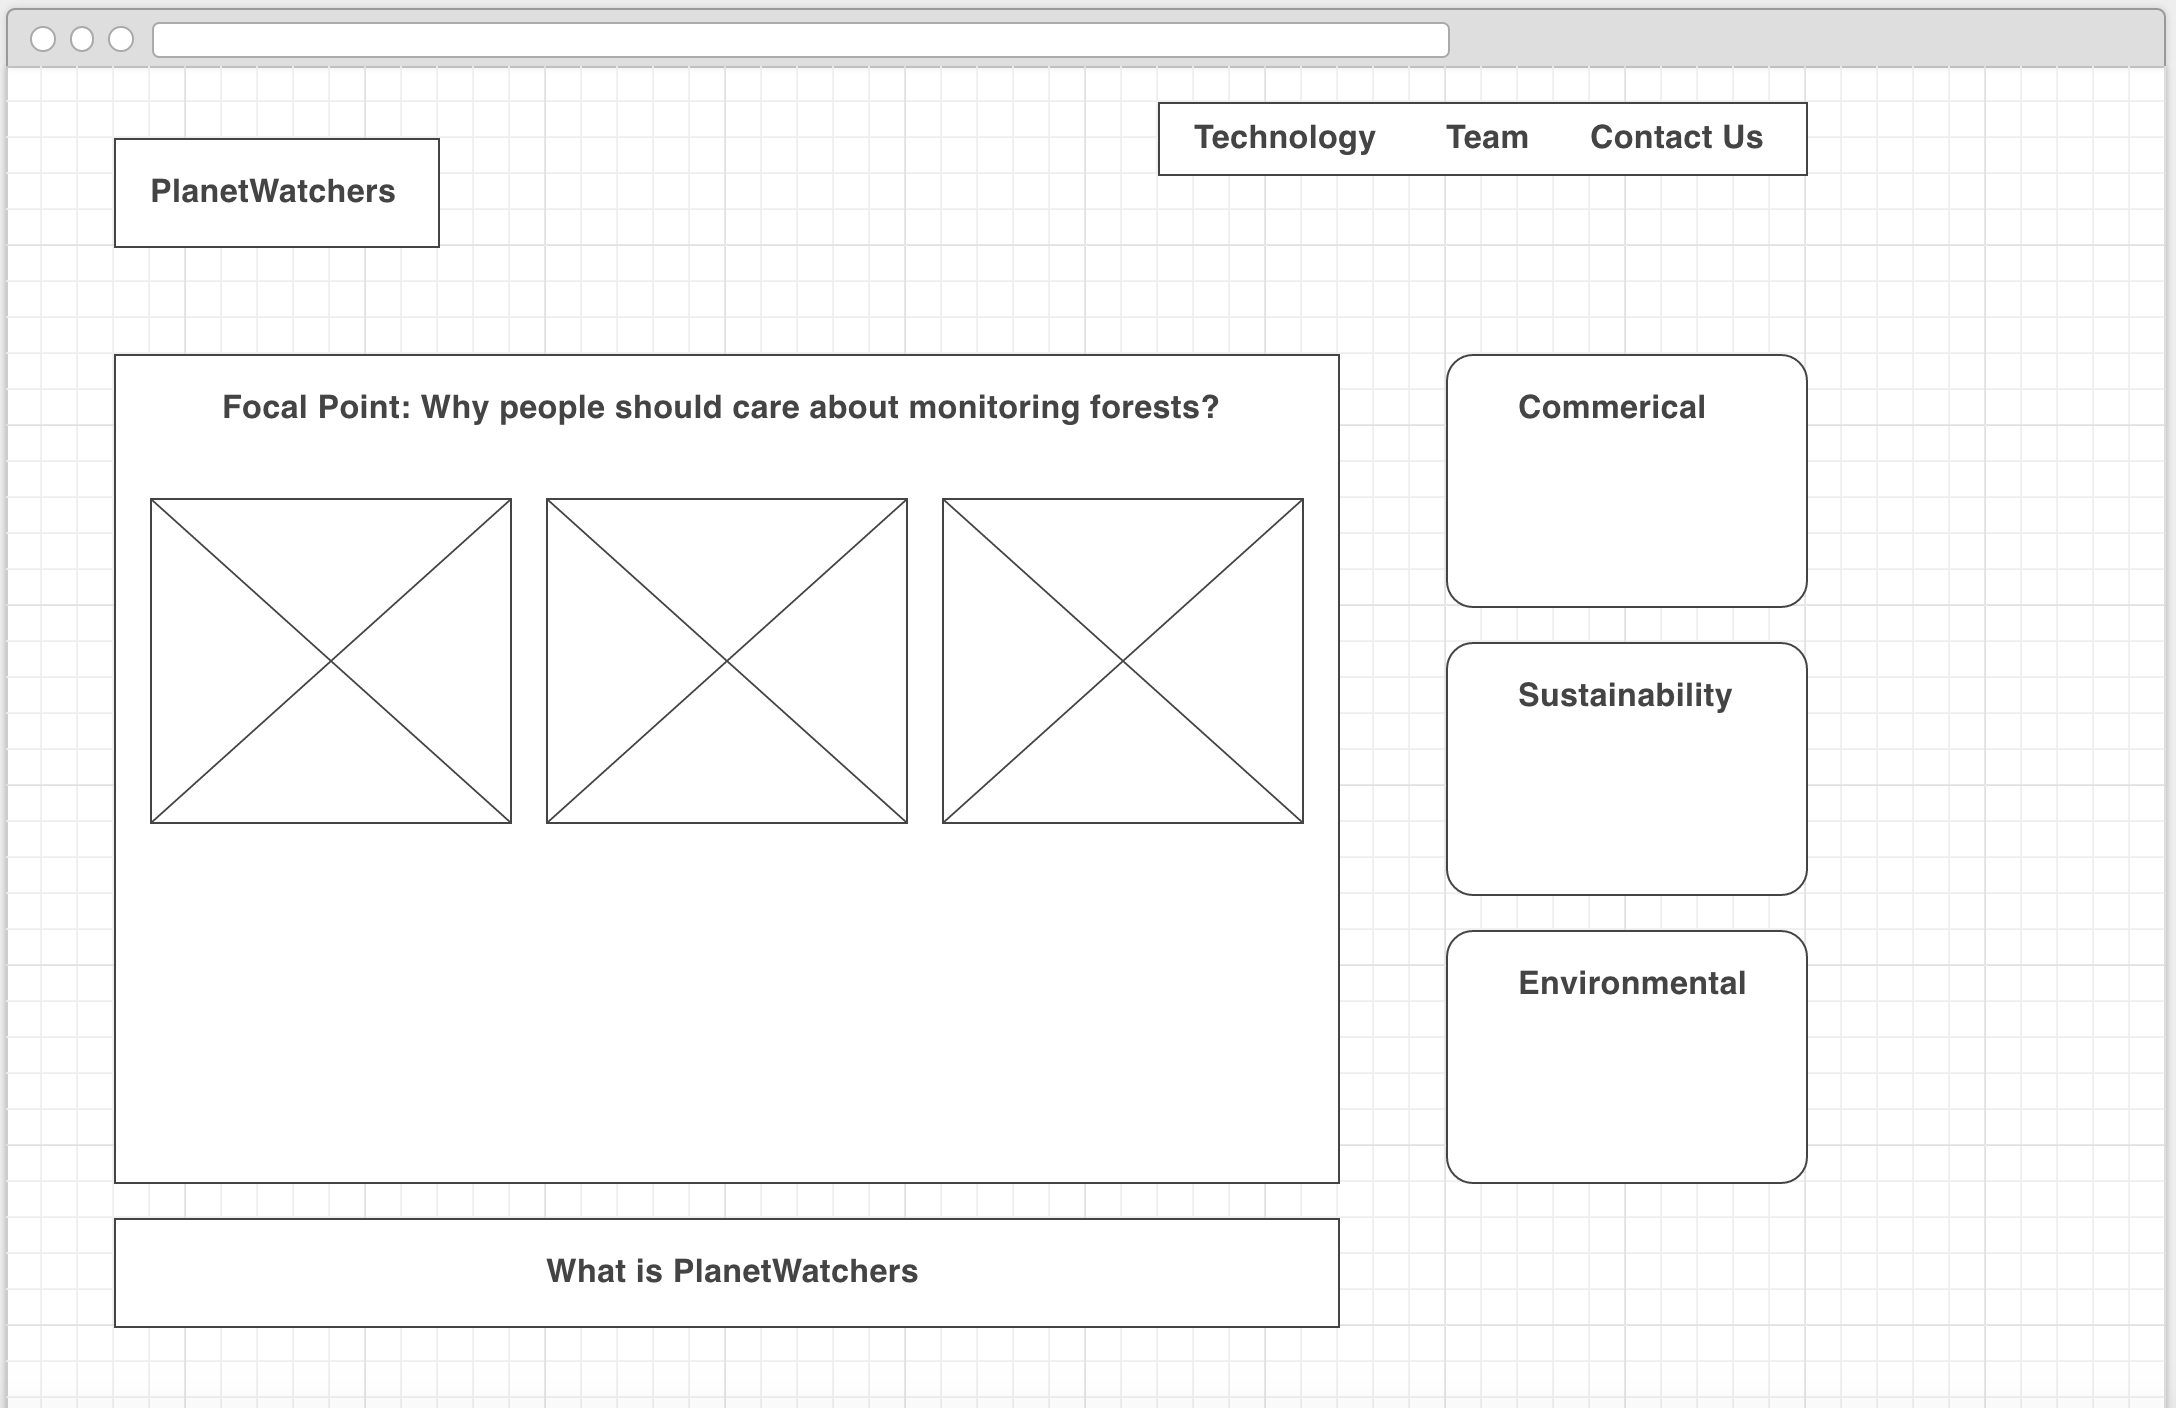 Technology Team Contact Us
PlanetWatchers
Focal Point: Why people should care about monitoring forests?
Commerical
Sustainability
Environmental
What is PlanetWatchers